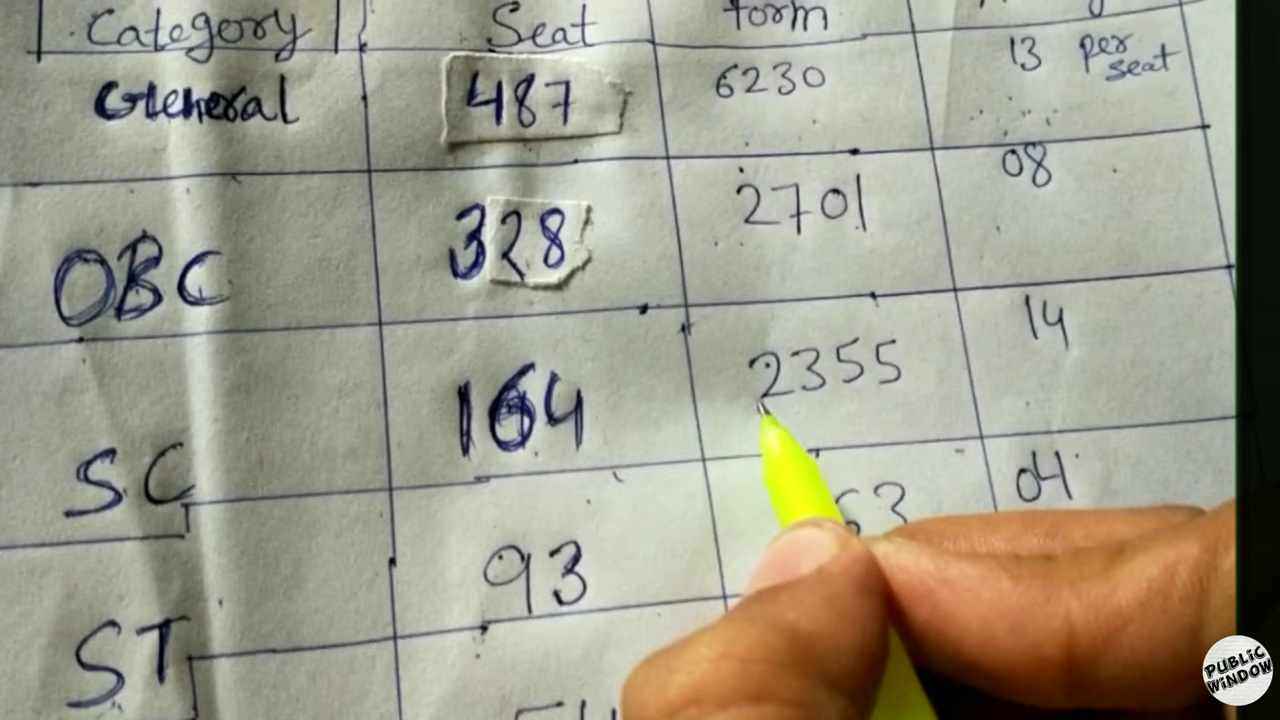 Category Seat form
General 487 6230 13 per seat
OBC 328 2701 08
SC 164 2355 14
ST 93 63 04
PUBLIC WINDOW